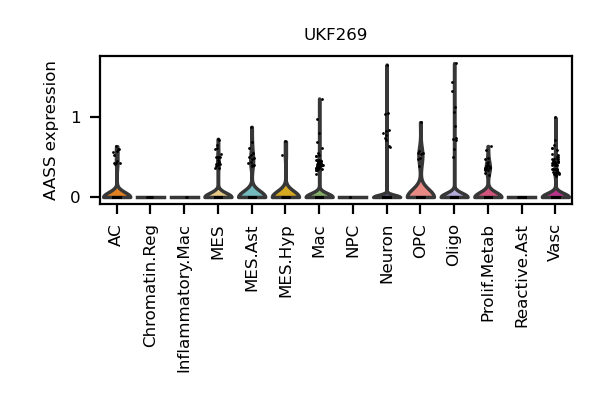 UKF269
AASS expression
1
0
AC
Chromatin.Reg
Inflammatory.Mac
MES
MES.Ast
MES.Hyp
Mac
NPC
Neuron
OPC
Oligo
Prolif.Metab
Reactive.Ast
Vasc